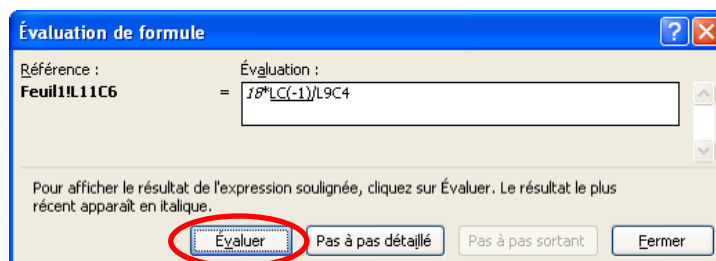 Évaluation de formule
Référence :
Évaluation :
Feuil1!L11C6
=
18*LC(-1)/L9C4
Pour afficher le résultat de l'expression soulignée, cliquez sur Évaluer. Le résultat le plus
récent apparaît en italique.
Évaluer
Pas à pas détaillé
Pas à pas sortant
Fermer